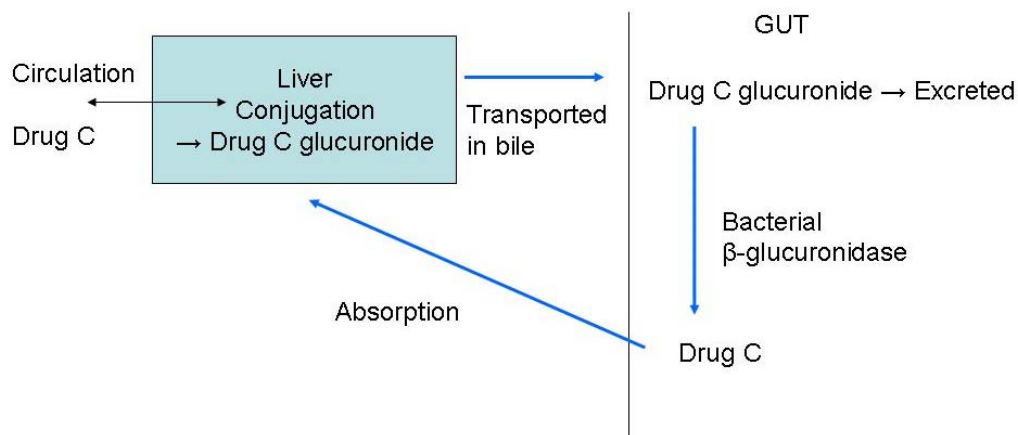 GUT
Circulation
Drug C
Liver
Conjugation
→ Drug C glucuronide
Transported
in bile
Drug C glucuronide → Excreted
Bacterial
β-glucuronidase
Absorption
Drug C